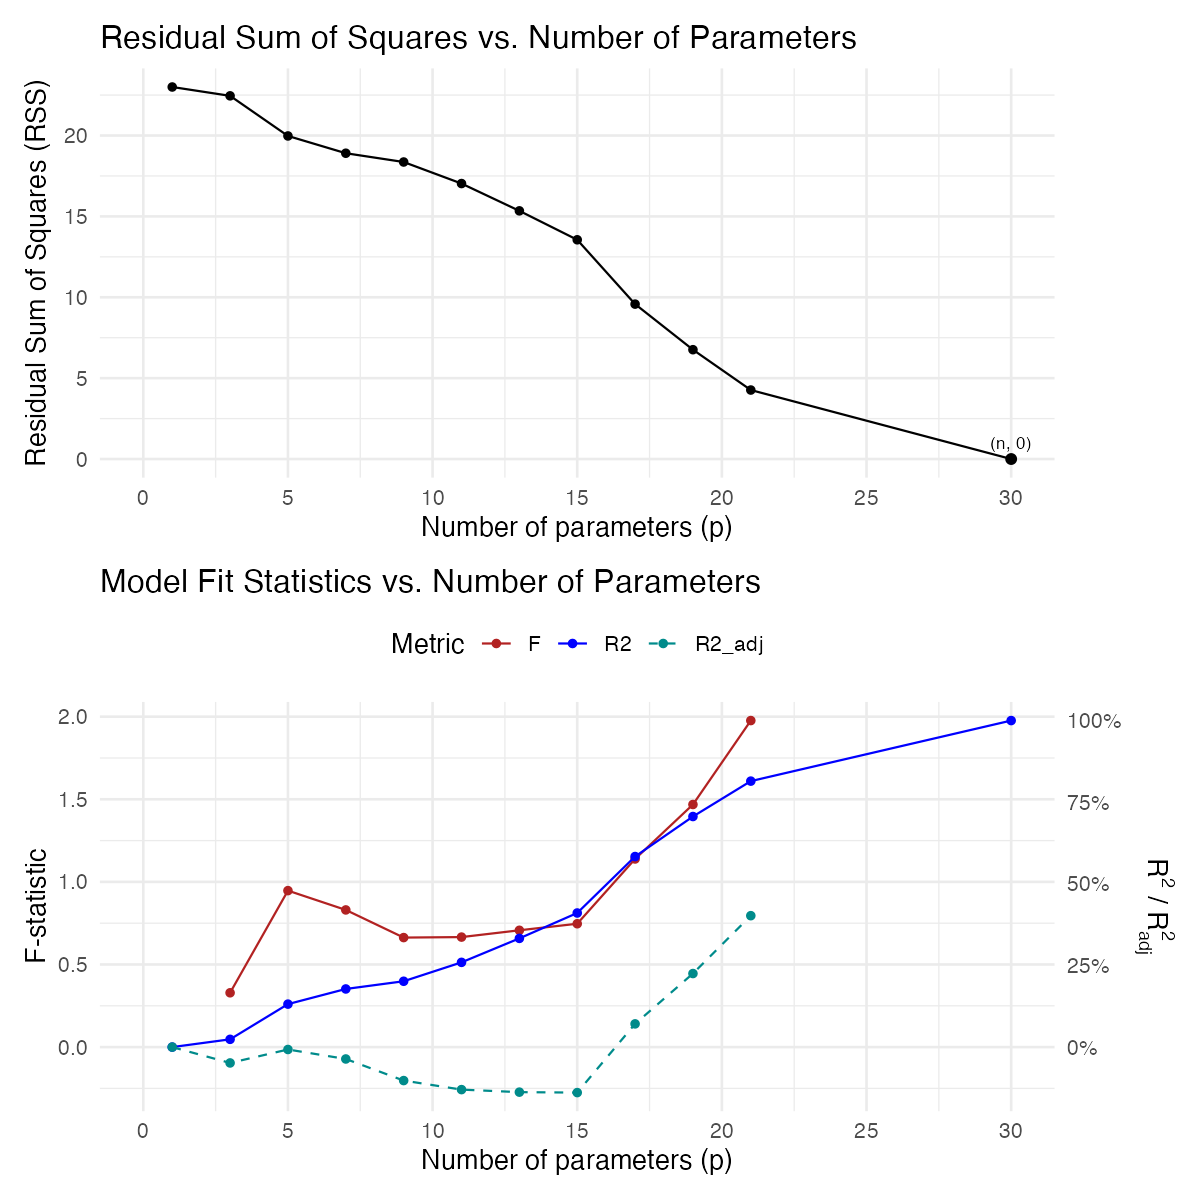 Residual Sum of Squares vs. Number of Parameters
Residual Sum of Squares (RSS)
20
15
10
5
0
(n, 0)
0 5 10 15 20 25 30
Number of parameters (p)
Model Fit Statistics vs. Number of Parameters
Metric F R2 R2_adj
F-statistic
2.0
1.5
1.0
0.5
0.0
100%
75%
50%
25%
0%
R² / R²adj
0 5 10 15 20 25 30
Number of parameters (p)